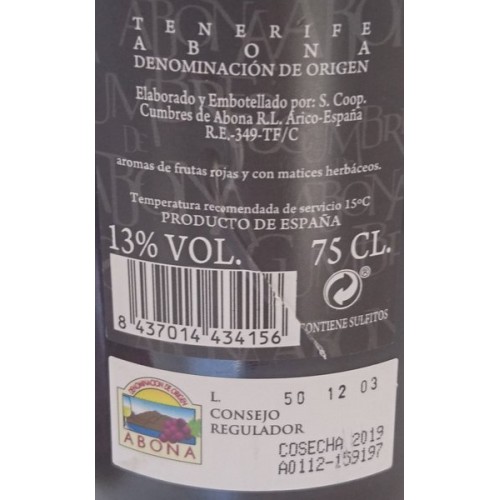 TENERIFE
ABONA
DENOMINACIÓN DE ORIGEN
Elaborado y Embotellado por: S. Coop.
Cumbres de Abona R.L. Arico-España
R.E.-349-TF/C
aromas de frutas rojas y con matices herbáceos.
Temperatura recomendada de servicio 15ºC
PRODUCTO DE ESPAÑA
13% VOL. 75 CL.
8 437014 434156
CONTIENE SULFITOS
DENOMINACION DE ORIGEN
ABONA
L. 50 12 03
CONSEJO
REGULADOR
COSECHA 2019
A0112-159197